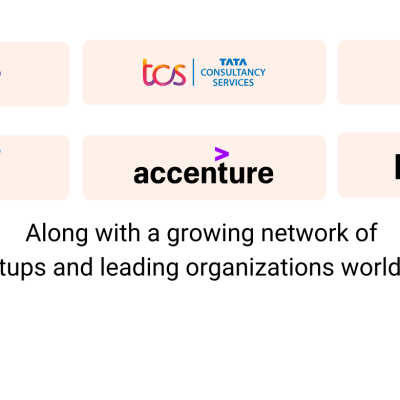 tcs TATA
CONSULTANCY
SERVICES
accenture
Along with a growing network of
tups and leading organizations world